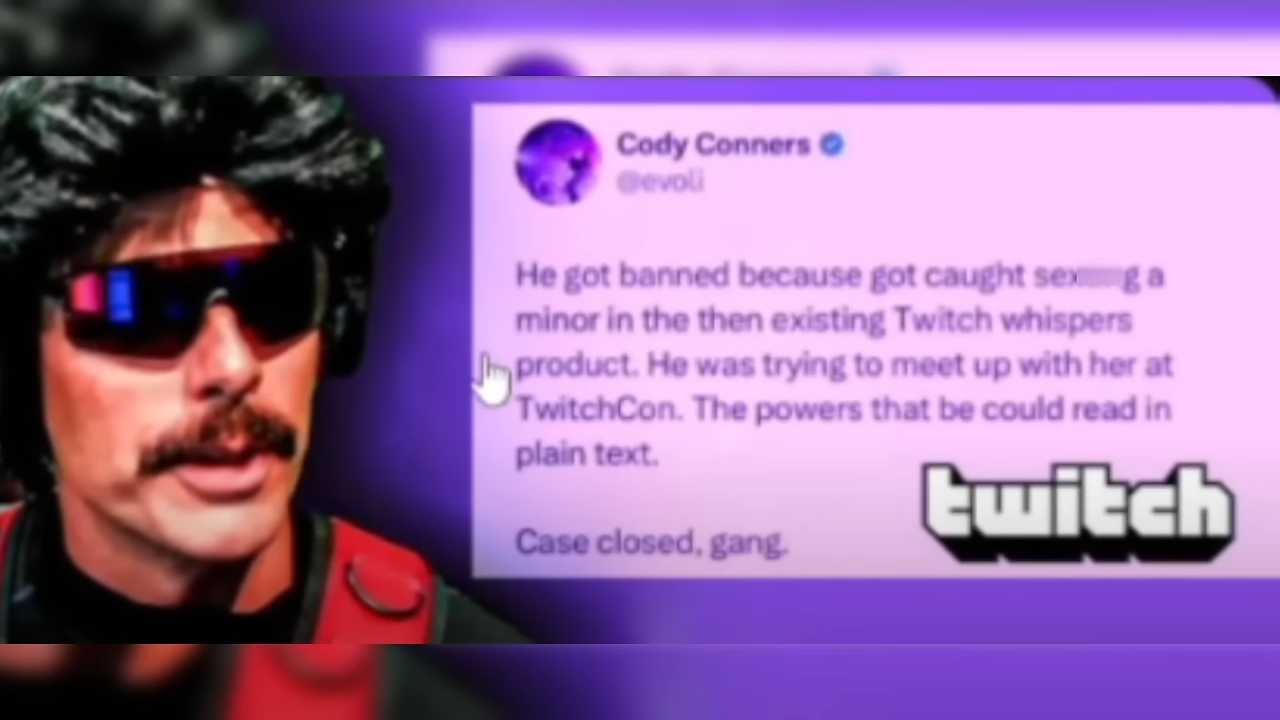 Cody Conners
@evoli
He got banned because got caught sex g a
minor in the then existing Twitch whispers
product. He was trying to meet up with her at
TwitchCon. The powers that be could read in
plain text.
Case closed, gang.
twitch